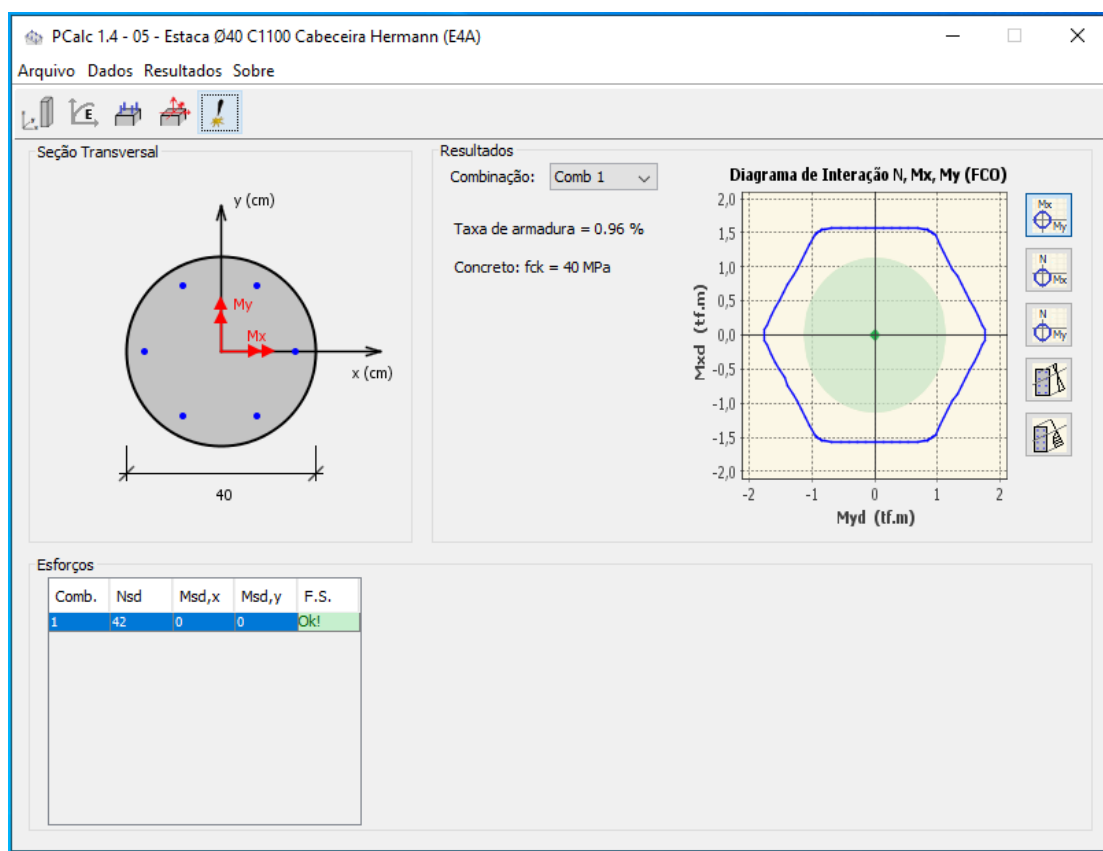 PCalc 1.4 - 05 - Estaca Ø40 C1100 Cabeceira Hermann (E4A)
Arquivo Dados Resultados Sobre
E
Seção Transversal
y (cm)
My
Mx
x (cm)
40
Resultados
Combinação: Comb 1
Taxa de armadura = 0.96 %
Concreto: fck = 40 MPa
Diagrama de Interação N, Mx, My (FCO)
2,0
1,5
1,0
0,5
0,0
-0,5
-1,0
-1,5
-2,0
Mxd (tf.m)
-2 -1 0 1 2
Myd (tf.m)
Mx
My
N
Mx
N
My
Esforços
Comb. Nsd Msd,x Msd,y F.S.
1 42 0 0 Ok!